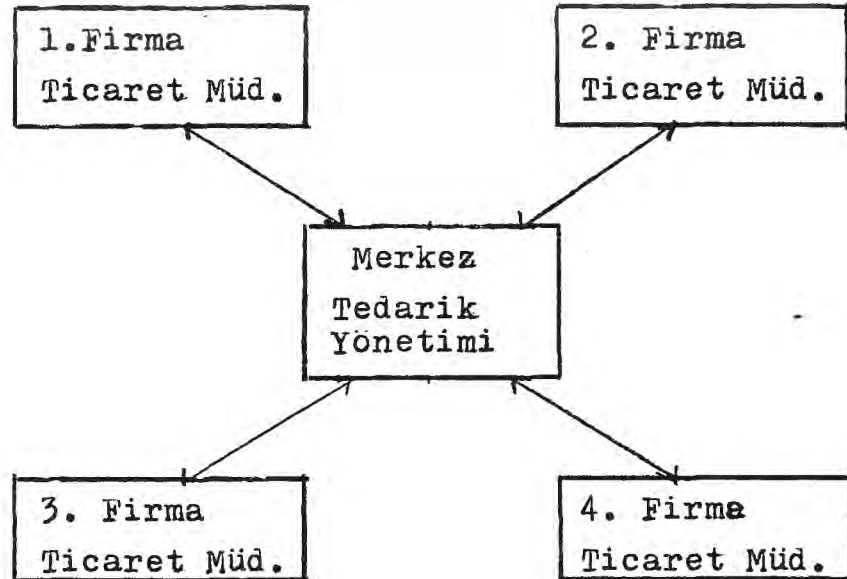 1.Firma
Ticaret Müd.
2. Firma
Ticaret Müd.
Merkez
Tedarik
Yönetimi
3. Firma
Ticaret Müd.
4. Firma
Ticaret Müd.